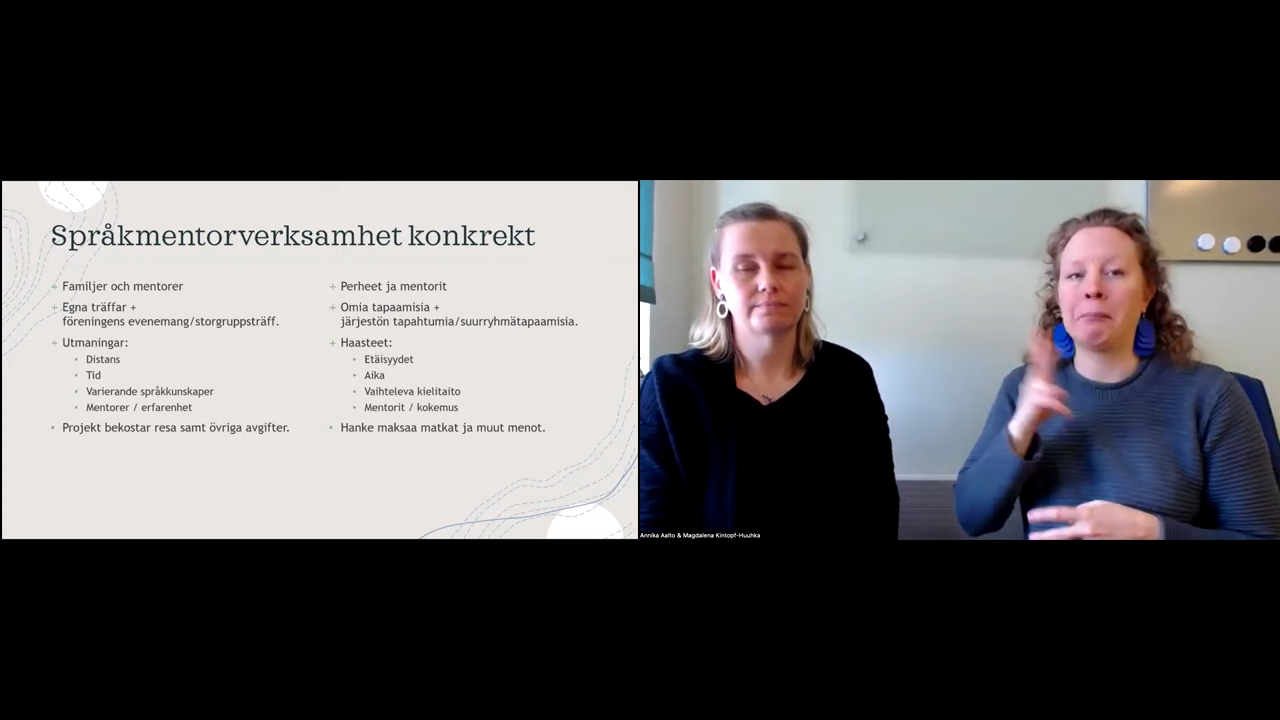 Språkmentorverksamhet konkrekt
+ Familjer och mentorer
+ Egna träffar +
föreningens evenemang/storgruppsträff.
+ Utmaningar:
• Distans
• Tid
• Varierande språkkunskaper
• Mentorer / erfarenhet
• Projekt bekostar resa samt övriga avgifter.
+ Perheet ja mentorit
+ Omia tapaamisia +
järjestön tapahtumia/suurryhmätapaamisia.
+ Haasteet:
• Etäisyydet
• Aika
• Vaihteleva kielitaito
• Mentorit / kokemus
• Hanke maksaa matkat ja muut menot.
Annika Aalto & Magdalena Kintopf-Huuhka